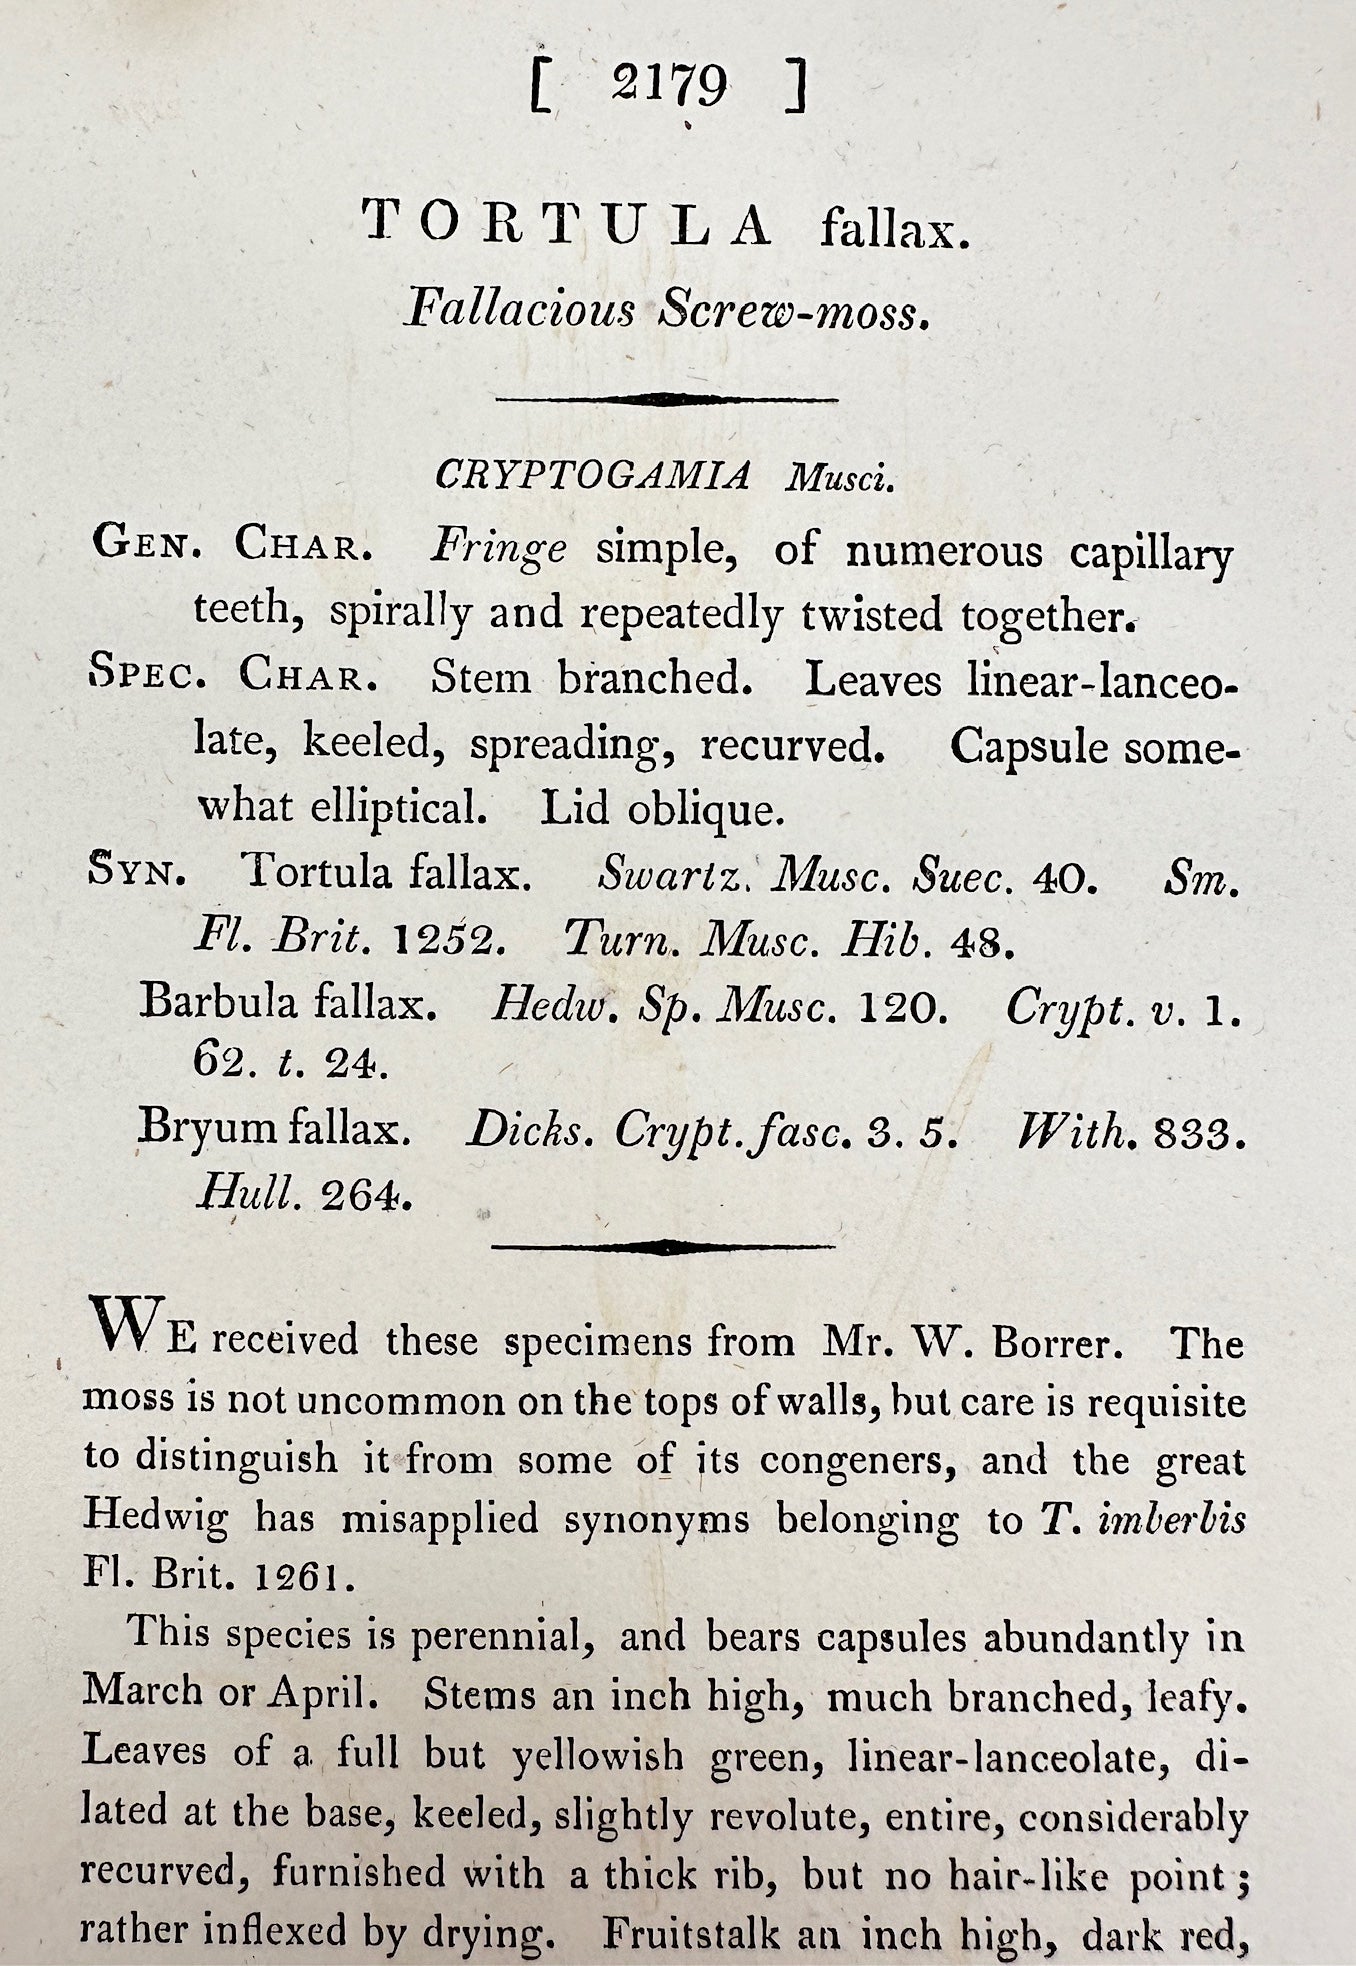 [ 2179 ]
TORTULA fallax.
Fallacious Screw-moss.
CRYPTOGAMIA Musci.
GEN. CHAR. Fringe simple, of numerous capillary
teeth, spirally and repeatedly twisted together.
SPEC. CHAR. Stem branched. Leaves linear-lanceo-
late, keeled, spreading, recurved. Capsule some-
what elliptical. Lid oblique.
SYN. Tortula fallax. Swartz. Musc. Suec. 40. Sm.
Fl. Brit. 1252. Turn. Musc. Hib. 48.
Barbula fallax. Hedw. Sp. Musc. 120. Crypt. v. 1.
62. t. 24.
Bryum fallax. Dicks. Crypt. fasc. 3. 5. With. 833.
Hull. 264.
WE received these specimens from Mr. W. Borrer. The
moss is not uncommon on the tops of walls, but care is requisite
to distinguish it from some of its congeners, and the great
Hedwig has misapplied synonyms belonging to T. imberbis
Fl. Brit. 1261.
This species is perennial, and bears capsules abundantly in
March or April. Stems an inch high, much branched, leafy.
Leaves of a full but yellowish green, linear-lanceolate, di-
lated at the base, keeled, slightly revolute, entire, considerably
recurved, furnished with a thick rib, but no hair-like point;
rather inflexed by drying. Fruitstalk an inch high, dark red,